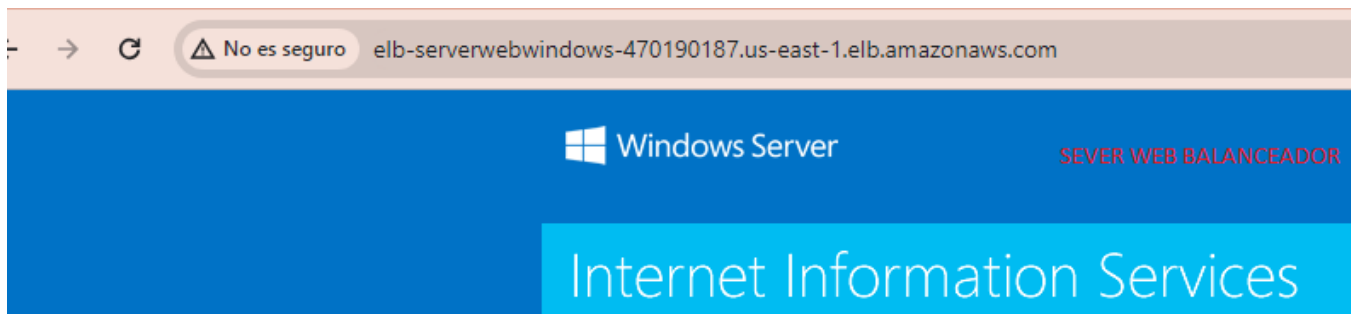 No es seguro elb-serverwebwindows-470190187.us-east-1.elb.amazonaws.com
Windows Server SEVER WEB BALANCEADOR
Internet Information Services